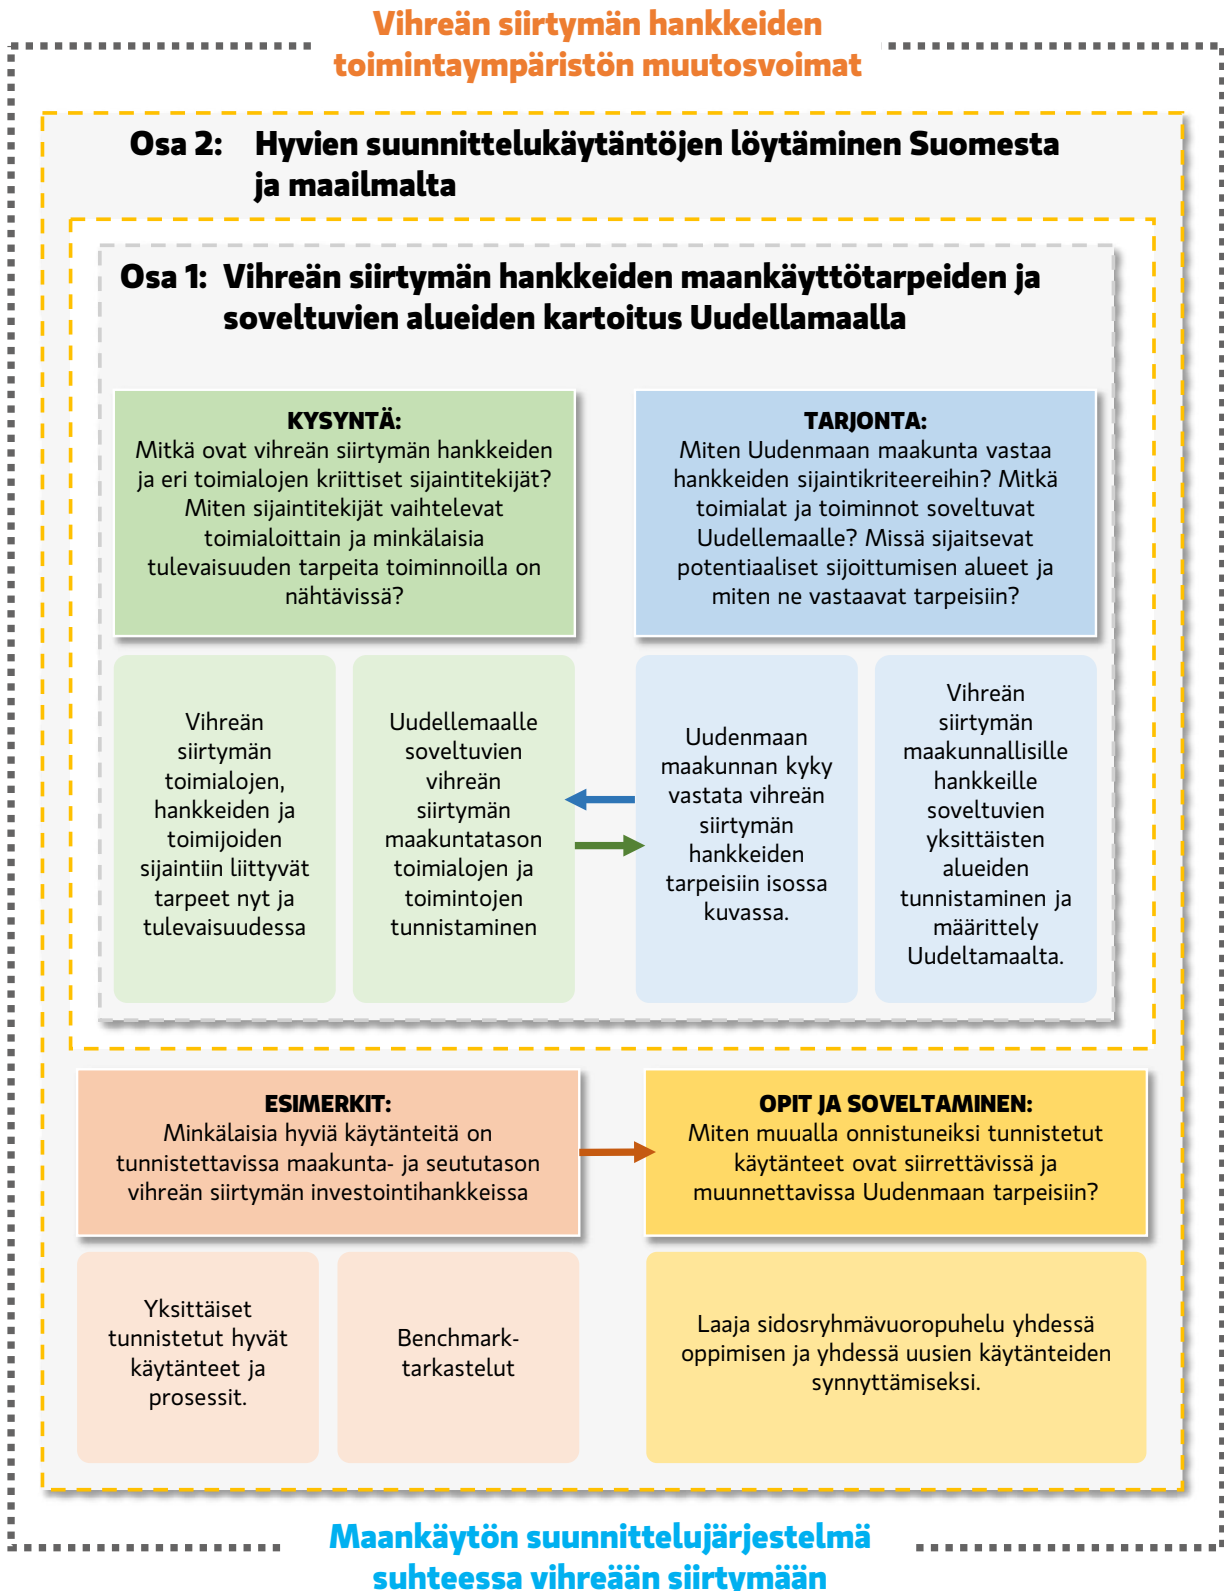 Vihreän siirtymän hankkeiden
toimintaympäristön muutosvoimat
Osa 2: Hyvien suunnittelukäytäntöjen löytäminen Suomesta
ja maailmalta
Osa 1: Vihreän siirtymän hankkeiden maankäyttötarpeiden ja
soveltuvien alueiden kartoitus Uudellamaalla
KYSYNTÄ:
Mitkä ovat vihreän siirtymän hankkeiden
ja eri toimialojen kriittiset sijaintitekijät?
Miten sijaintitekijät vaihtelevat
toimialoittain ja minkälaisia
tulevaisuuden tarpeita toiminnoilla on
nähtävissä?
TARJONTA:
Miten Uudenmaan maakunta vastaa
hankkeiden sijaintikriteereihin? Mitkä
toimialat ja toiminnot soveltuvat
Uudellemaalle? Missä sijaitsevat
potentiaaliset sijoittumisen alueet ja
miten ne vastaavat tarpeisiin?
Vihreän
siirtymän
toimialojen,
hankkeiden ja
toimijoiden
sijaintiin liittyvät
tarpeet nyt ja
tulevaisuudessa
Uudellemaalle
soveltuvien
vihreän
siirtymän
maakuntatason
toimialojen ja
toimintojen
tunnistaminen
Uudenmaan
maakunnan kyky
vastata vihreän
siirtymän
hankkeiden
tarpeisiin isossa
kuvassa.
Vihreän
siirtymän
maakunnallisille
hankkeille
soveltuvien
yksittäisten
alueiden
tunnistaminen ja
määrittely
Uudeltamaalta.
ESIMERKIT:
Minkälaisia hyviä käytänteitä on
tunnistettavissa maakunta- ja seututason
vihreän siirtymän investointihankkeissa
OPIT JA SOVELTAMINEN:
Miten muualla onnistuneiksi tunnistetut
käytänteet ovat siirrettävissä ja
muunnettavissa Uudenmaan tarpeisiin?
Yksittäiset
tunnistetut hyvät
käytänteet ja
prosessit.
Benchmark-
tarkastelut
Laaja sidosryhmävuoropuhelu yhdessä
oppimisen ja yhdessä uusien käytänteiden
synnyttämiseksi.
Maankäytön suunnittelujärjestelmä
suhteessa vihreään siirtymään